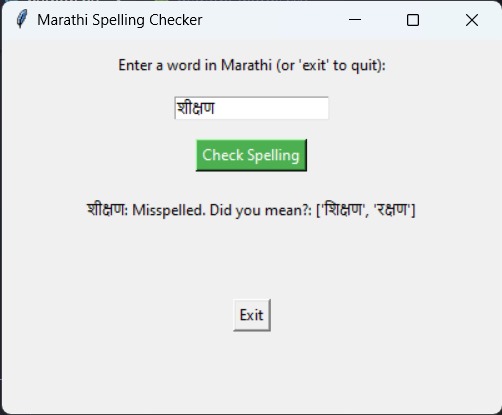 Marathi Spelling Checker
Enter a word in Marathi (or 'exit' to quit):
शीक्षण
Check Spelling
शीक्षण: Misspelled. Did you mean?: ['शिक्षण', 'रक्षण']
Exit